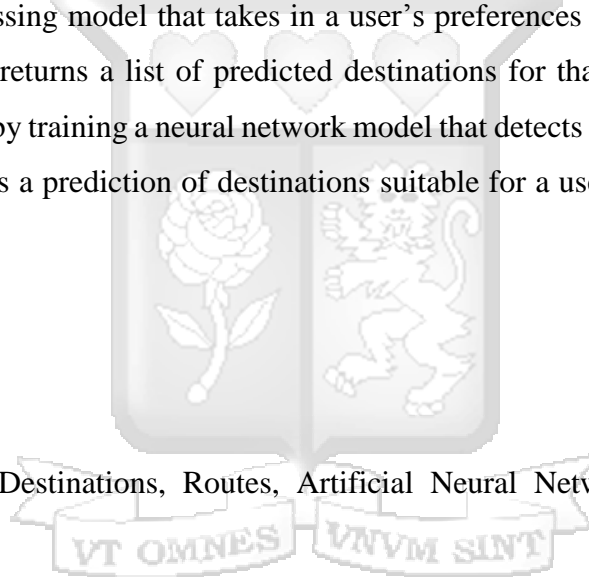 ssing model that takes in a user’s preferences
returns a list of predicted destinations for tha
by training a neural network model that detects
s a prediction of destinations suitable for a use
Destinations, Routes, Artificial Neural Netw
VT OMNES VNVM SINT